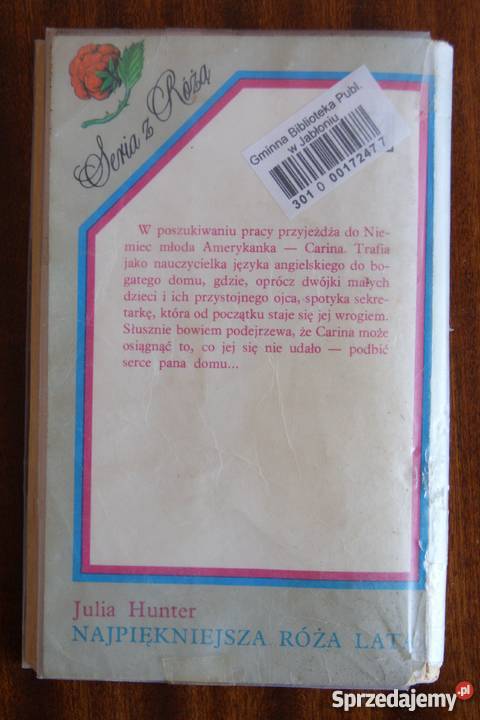 Seria z Różą
Gminna Biblioteka Publ.
w Jabłoniu
301 0 0017247 7
W poszukiwaniu pracy przyjeżdża do Nie-
miec młoda Amerykanka — Carina. Trafia
jako nauczycielka języka angielskiego do bo-
gatego domu, gdzie, oprócz dwójki małych
dzieci i ich przystojnego ojca, spotyka sekre-
tarkę, która od początku staje się jej wrogiem.
Słusznie bowiem podejrzewa, że Carina może
osiągnąć to, co jej się nie udało — podbić
serce pana domu...
Julia Hunter
NAJPIĘKNIEJSZA RÓŻA LATA
Sprzedajemy.pl